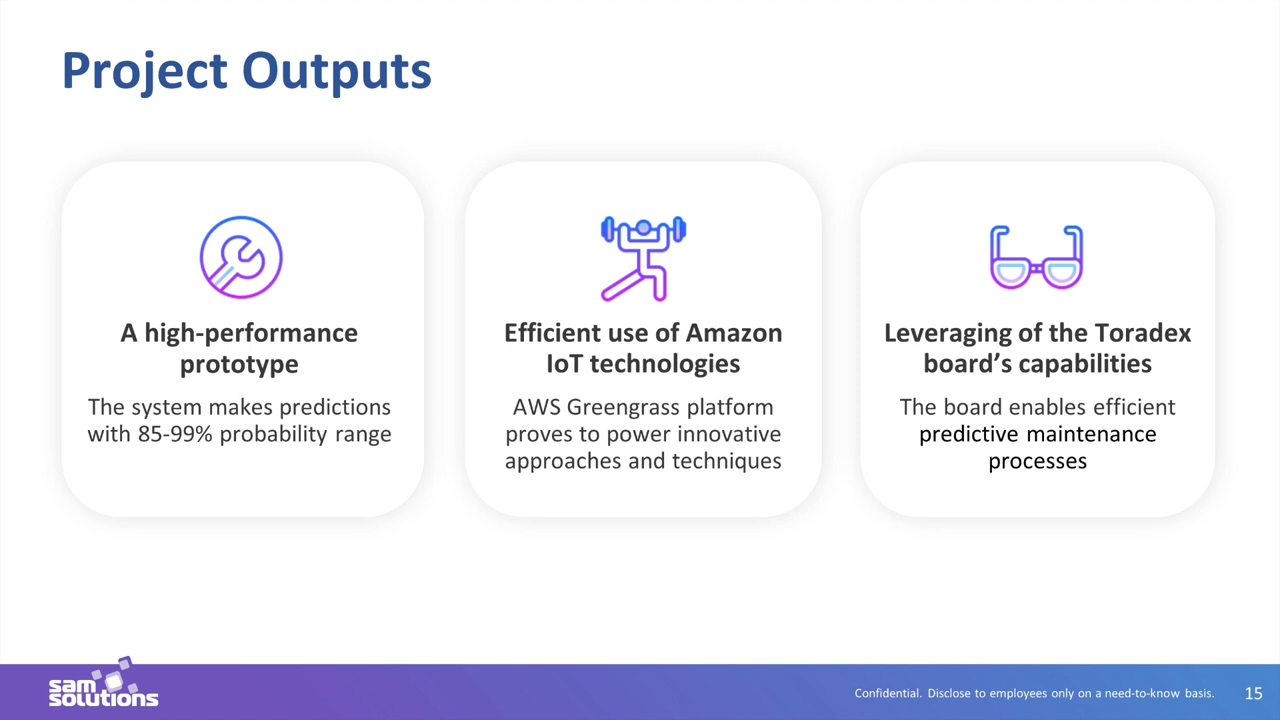 Project Outputs
A high-performance
prototype
The system makes predictions
with 85-99% probability range
Efficient use of Amazon
IoT technologies
AWS Greengrass platform
proves to power innovative
approaches and techniques
Leveraging of the Toradex
board’s capabilities
The board enables efficient
predictive maintenance
processes
sam
solutions
Confidential. Disclose to employees only on a need-to-know basis.
15